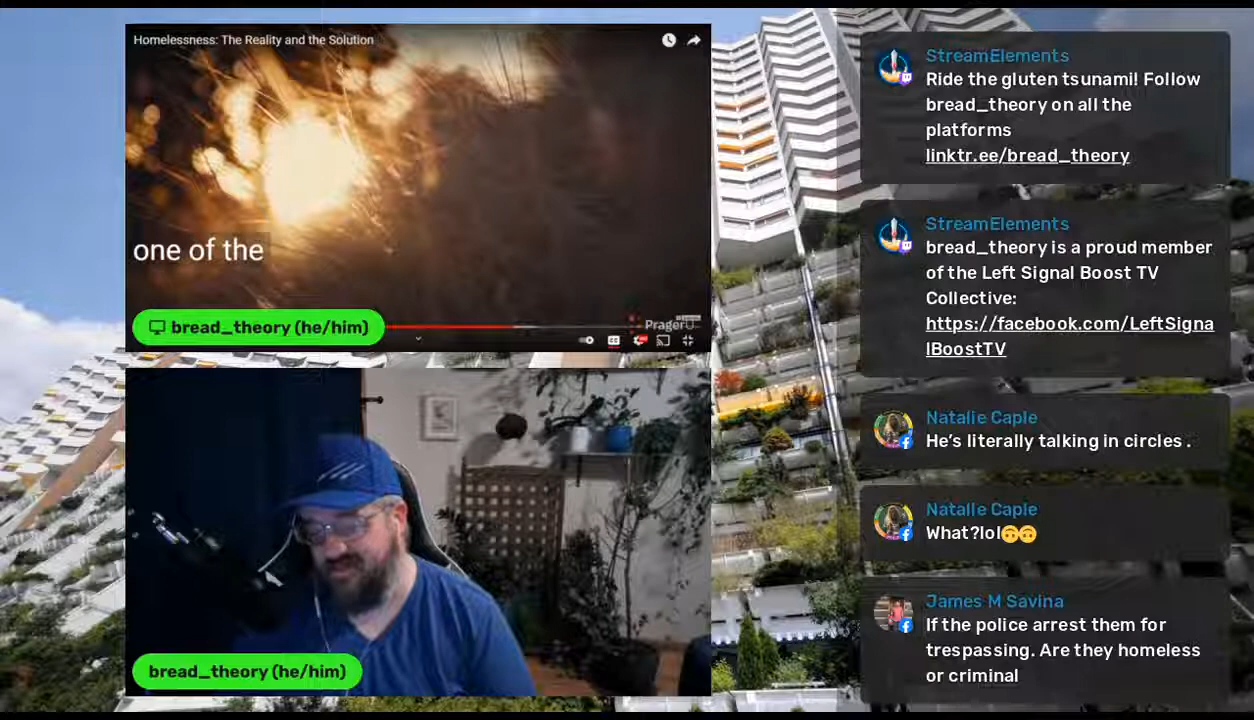 Homelessness: The Reality and the Solution
one of the
bread_theory (he/him)
PragerU
bread_theory (he/him)
StreamElements
Ride the gluten tsunami! Follow
bread_theory on all the
platforms
linktr.ee/bread_theory
StreamElements
bread_theory is a proud member
of the Left Signal Boost TV
Collective:
https://facebook.com/LeftSigna
lBoostTV
Natalie Caple
He's literally talking in circles .
Natalie Caple
What?lol🙃🙃
James M Savina
If the police arrest them for
trespassing. Are they homeless
or criminal